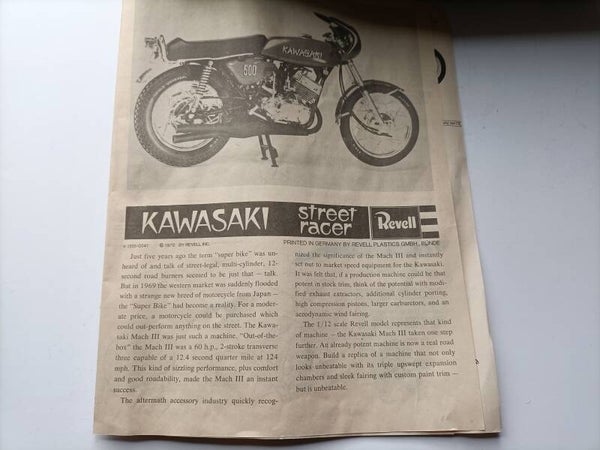 KAWASAKI
500
KAWASAKI
street
racer
Revell
© 1972 BY REVELL INC.
PRINTED IN GERMANY BY REVELL PLASTICS GMBH., BÜNDE
Just five years ago the term "super bike" was un-
heard of and talk of street-legal, multi-cylinder, 12-
second road burners seemed to be just that — talk.
But in 1969 the western market was suddenly flooded
with a strange new breed of motorcycle from Japan —
the "Super Bike" had become a reality. For a moder-
ate price, a motorcycle could be purchased which
could out-perform anything on the street. The Kawa-
saki Mach III was just such a machine. "Out-of-the-
box" the Mach III was a 60 h.p., 2-stroke transverse
three capable of a 12.4 second quarter mile at 124
mph. This kind of sizzling performance, plus comfort
and good roadability, made the Mach III an instant
success.
The aftermath accessory industry quickly recog-
nized the significance of the Mach III and instantly
set out to market speed equipment for the Kawasaki.
It was felt that, if a production machine could be that
potent in stock trim, think of the potential with modi-
fied exhaust extractors, additional cylinder porting,
high compression pistons, larger carburetors, and an
aerodynamic wind fairing.
The 1/12 scale Revell model represents that kind
of machine — the Kawasaki Mach III taken one step
further. An already potent machine is now a real road
weapon. Build a replica of a machine that not only
looks unbeatable with its triple upswept expansion
chambers and sleek fairing with custom paint trim —
but is unbeatable.